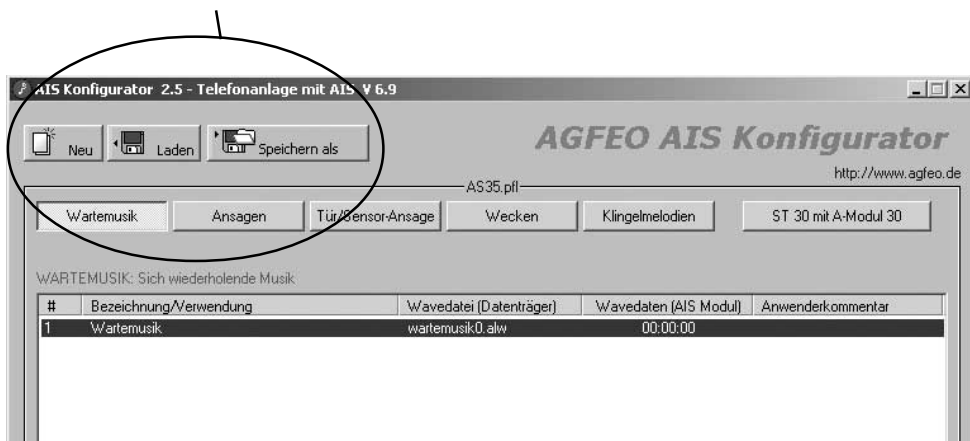 AIS Konfigurator 2.5 - Telefonanlage mit AIS V 6.9
Neu Laden Speichern als
AGFEO AIS Konfigurator
http://www.agfeo.de
AS35.pfl
Wartemusik Ansagen Tür/Sensor-Ansage Wecken Klingelmelodien ST 30 mit A-Modul 30
WARTEMUSIK: Sich wiederholende Musik
# Bezeichnung/Verwendung Wavedatei (Datenträger) Wavedaten (AIS Modul) Anwenderkommentar
1 Wartemusik wartemusik0.alw 00:00:00